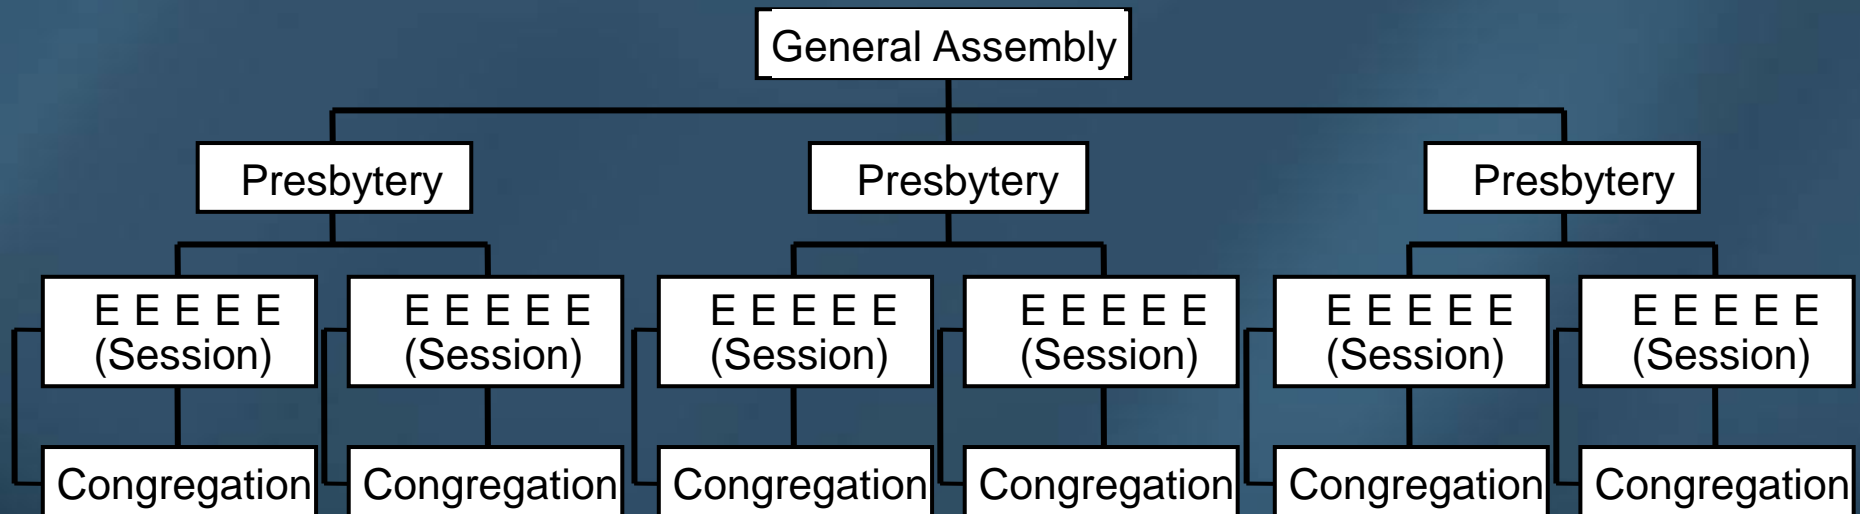 General Assembly
Presbytery
Presbytery
Presbytery
E E E E E
(Session)
E E E E E
(Session)
E E E E E
(Session)
E E E E E
(Session)
E E E E E
(Session)
E E E E E
(Session)
Congregation
Congregation
Congregation
Congregation
Congregation
Congregation